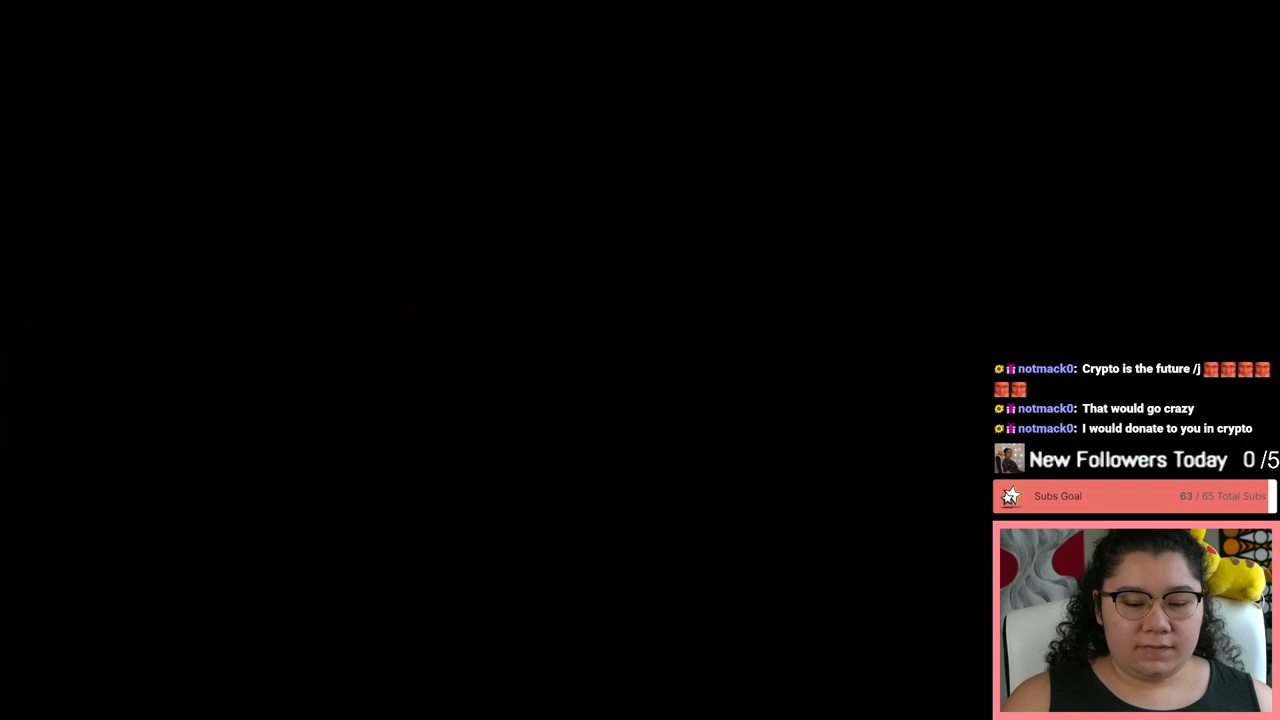 notmack0: Crypto is the future /j
notmack0: That would go crazy
notmack0: I would donate to you in crypto
New Followers Today 0 /5
Subs Goal 63 / 65 Total Subs